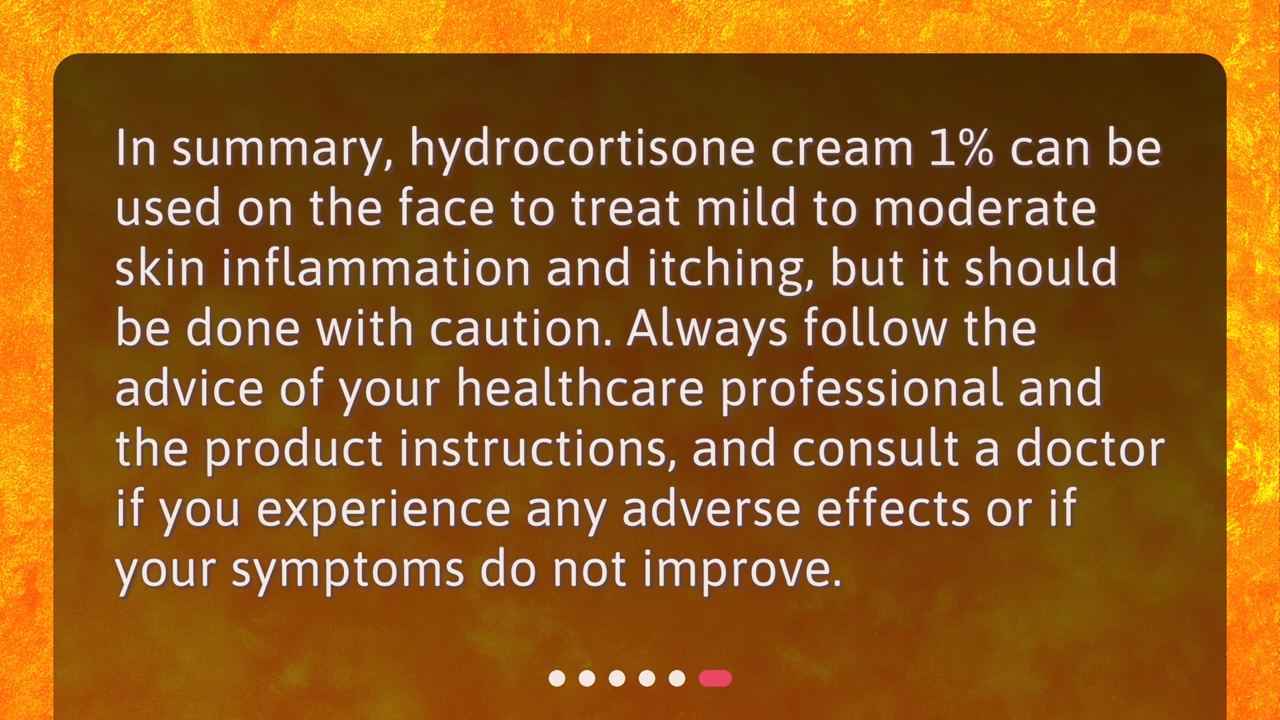 In summary, hydrocortisone cream 1% can be
used on the face to treat mild to moderate
skin inflammation and itching, but it should
be done with caution. Always follow the
advice of your healthcare professional and
the product instructions, and consult a doctor
if you experience any adverse effects or if
your symptoms do not improve.